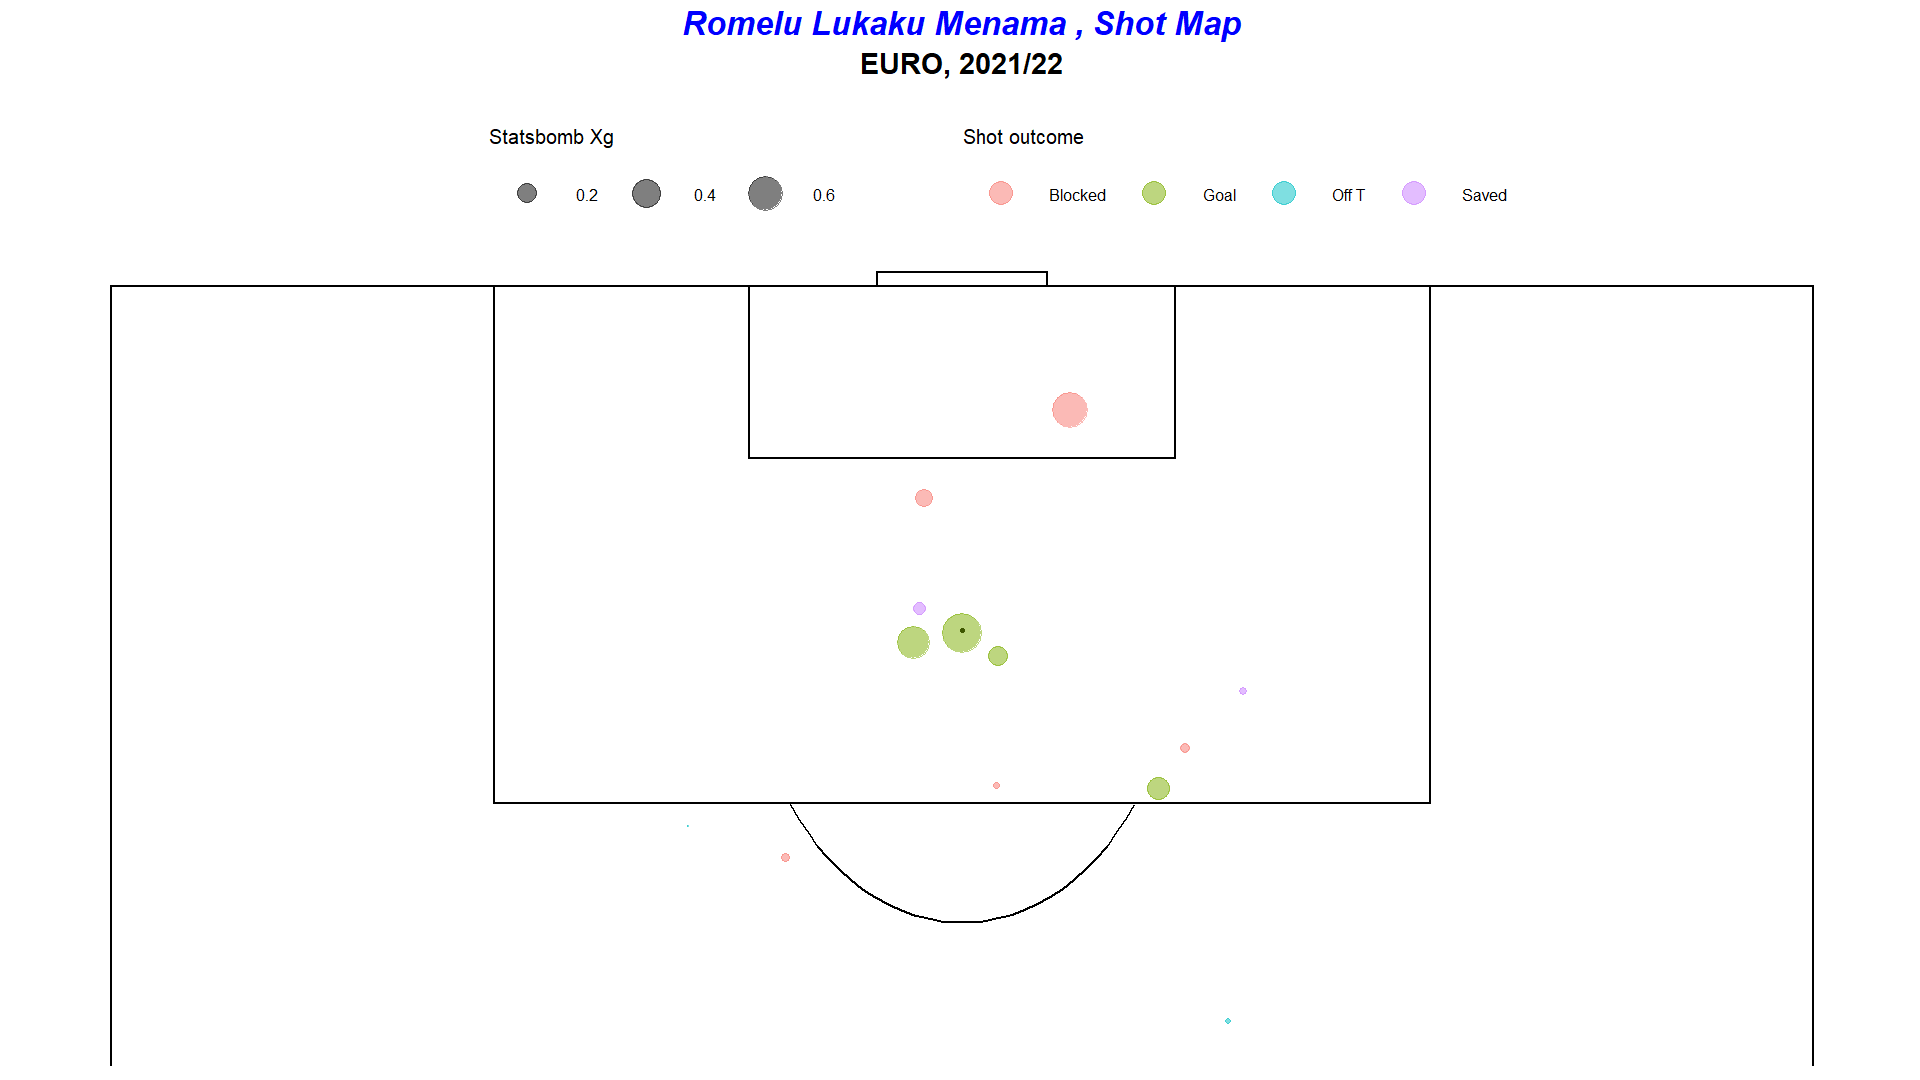 Romelu Lukaku Menama , Shot Map
EURO, 2021/22
Statsbomb Xg
0.2 0.4 0.6
Shot outcome
Blocked Goal Off T Saved